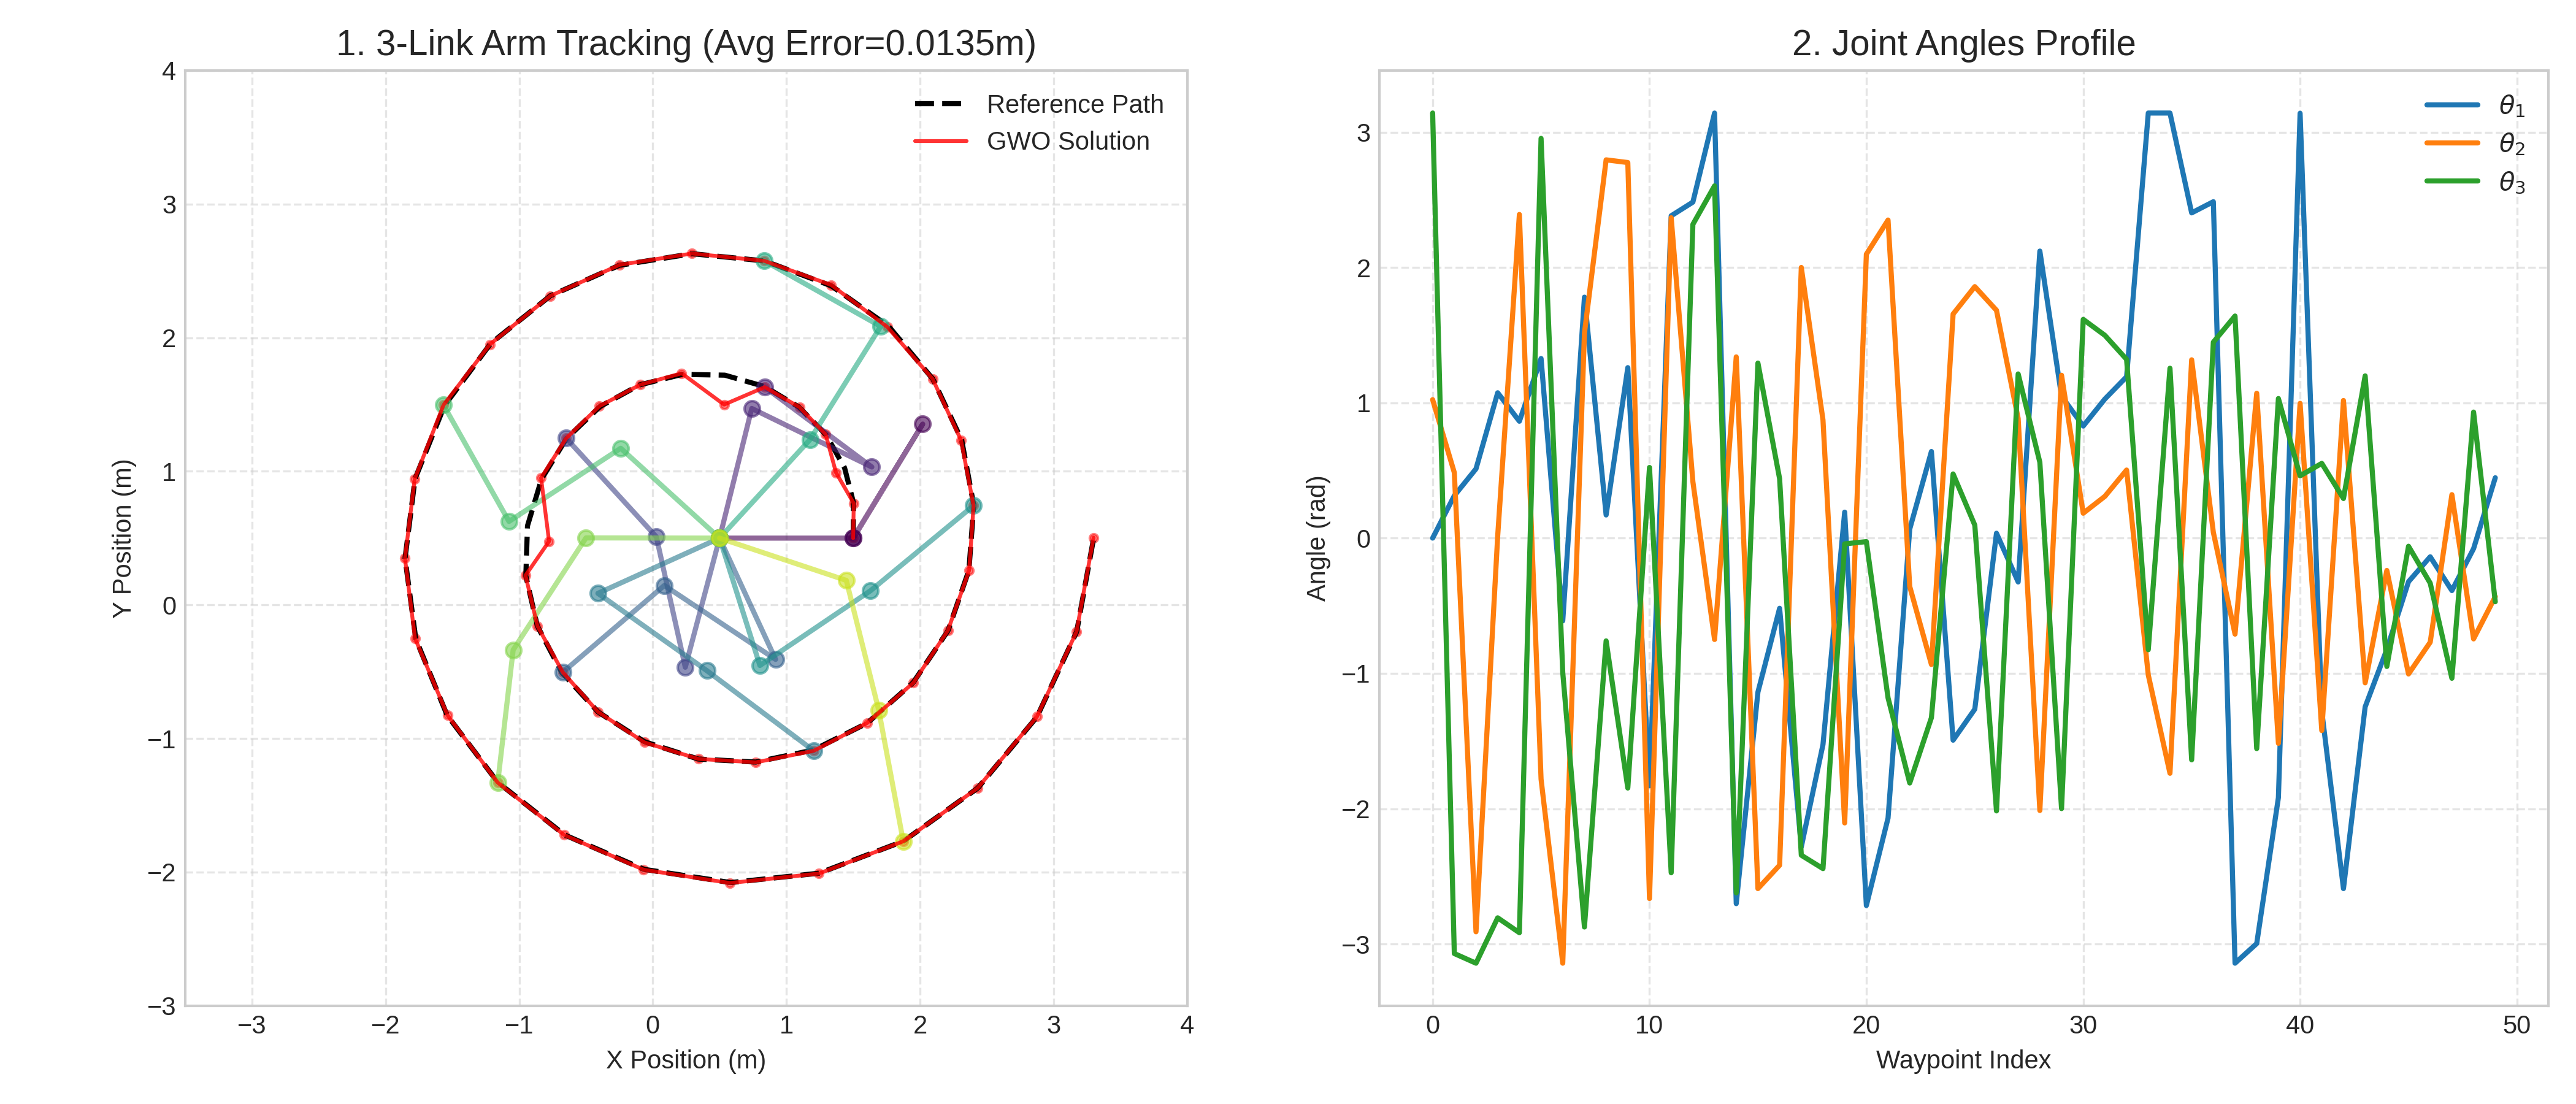 1. 3-Link Arm Tracking (Avg Error=0.0135m)
4
3
2
1
0
−1
−2
−3
Y Position (m)
Reference Path
GWO Solution
−3
−2
−1
0
1
2
3
4
X Position (m)
2. Joint Angles Profile
3
2
1
0
−1
−2
−3
Angle (rad)
θ₁
θ₂
θ₃
0
10
20
30
40
50
Waypoint Index